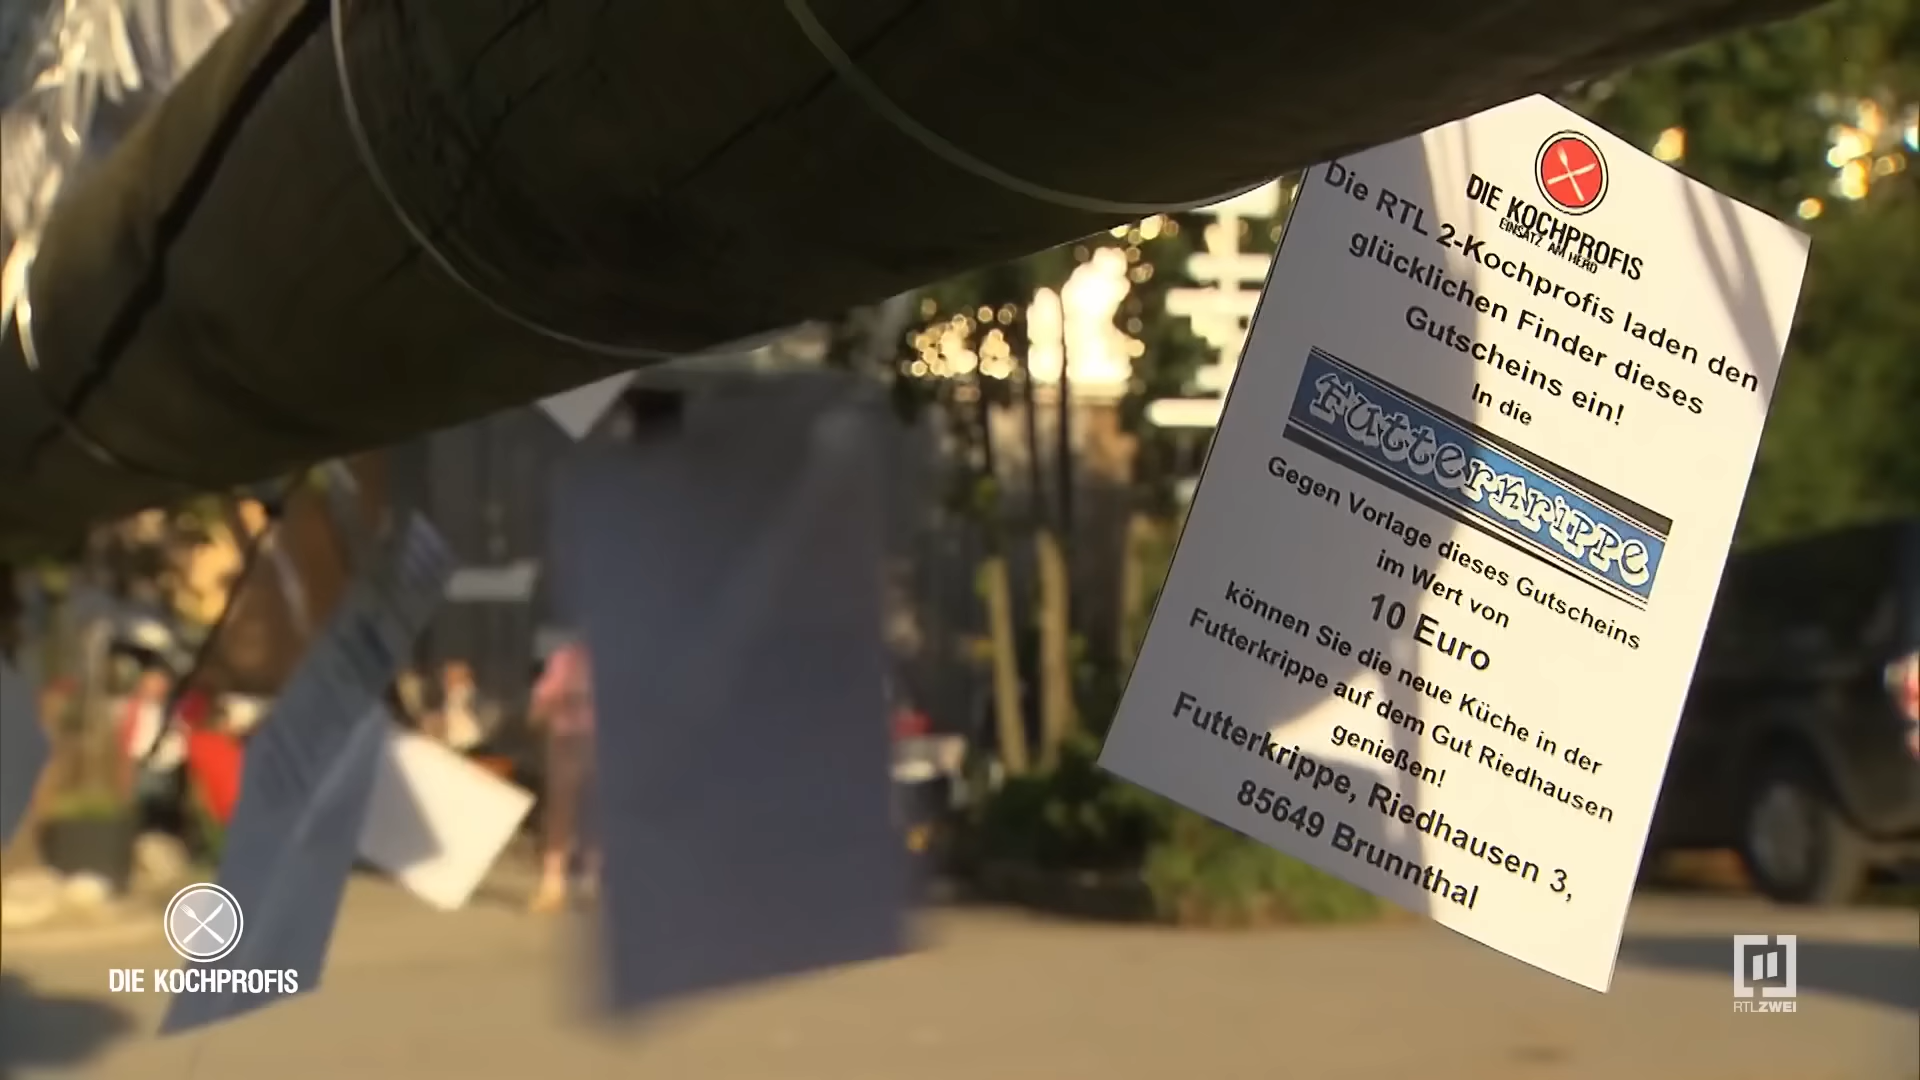 DIE KOCHPROFIS
EINSATZ AM HERD
Die RTL 2-Kochprofis laden den
glücklichen Finder dieses
Gutscheins ein!
In die
Futterkrippe
Gegen Vorlage dieses Gutscheins
im Wert von
10 Euro
können Sie die neue Küche in der
Futterkrippe auf dem Gut Riedhausen
genießen!
Futterkrippe, Riedhausen 3,
85649 Brunnthal
DIE KOCHPROFIS
RTLZWEI